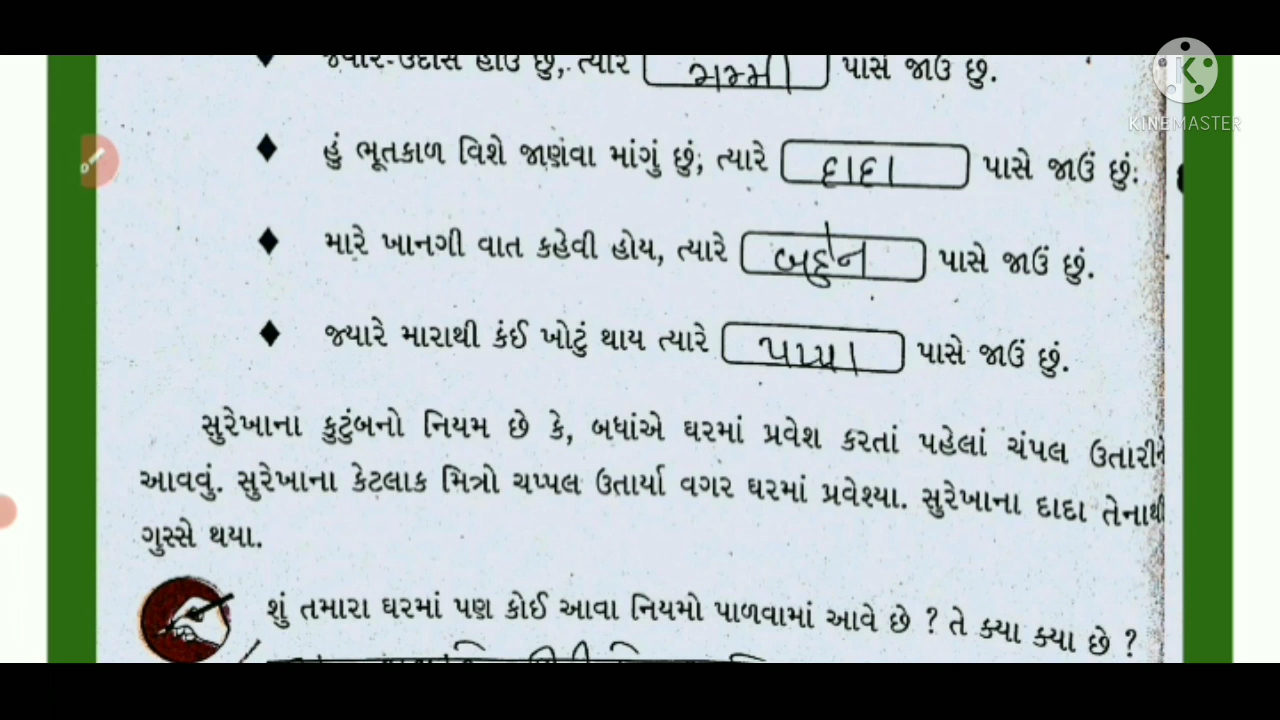 જ્યારે ઉદાસ હોઉં છું, ત્યારે મમ્મી પાસે જાઉં છું.
KINEMASTER
હું ભૂતકાળ વિશે જાણવા માંગું છું; ત્યારે દાદા પાસે જાઉં છું.
મારે ખાનગી વાત કહેવી હોય, ત્યારે બહેન પાસે જાઉં છું.
જ્યારે મારાથી કંઈ ખોટું થાય ત્યારે પપ્પા પાસે જાઉં છું.
સુરેખાના કુટુંબનો નિયમ છે કે, બધાંએ ઘરમાં પ્રવેશ કરતાં પહેલાં ચંપલ ઉતારીને
આવવું. સુરેખાના કેટલાક મિત્રો ચપ્પલ ઉતાર્યા વગર ઘરમાં પ્રવેશ્યા. સુરેખાના દાદા તેનાથી
ગુસ્સે થયા.
શું તમારા ઘરમાં પણ કોઈ આવા નિયમો પાળવામાં આવે છે ? તે ક્યા ક્યા છે ?